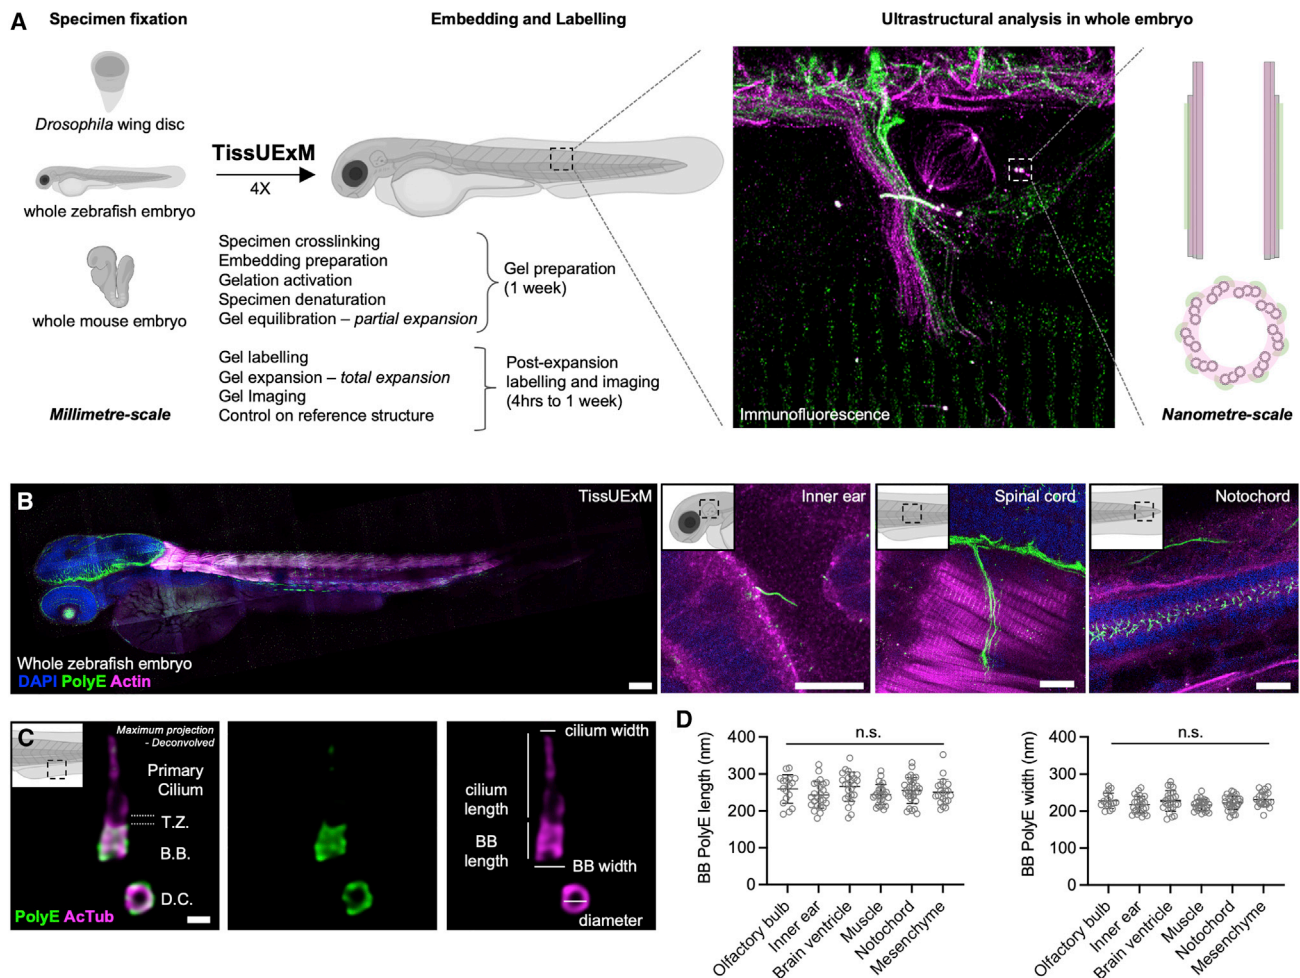 A
Specimen fixation
Embedding and Labelling
Ultrastructural analysis in whole embryo
Drosophila wing disc
whole zebrafish embryo
whole mouse embryo
Millimetre-scale
TissUExM
4X
Specimen crosslinking
Embedding preparation
Gelation activation
Specimen denaturation
Gel equilibration – partial expansion
Gel preparation
(1 week)
Gel labelling
Gel expansion – total expansion
Gel Imaging
Control on reference structure
Post-expansion
labelling and imaging
(4hrs to 1 week)
Immunofluorescence
Nanometre-scale
B
TissUExM
Whole zebrafish embryo
DAPI PolyE Actin
Inner ear
Spinal cord
Notochord
C
Maximum projection
- Deconvolved
Primary
Cilium
T.Z.
B.B.
D.C.
PolyE AcTub
cilium width
cilium
length
BB
length
BB width
diameter
D
BB PolyE length (nm)
400
300
200
100
0
n.s.
Olfactory bulb
Inner ear
Brain ventricle
Muscle
Notochord
Mesenchyme
BB PolyE width (nm)
400
300
200
100
0
n.s.
Olfactory bulb
Inner ear
Brain ventricle
Muscle
Notochord
Mesenchyme